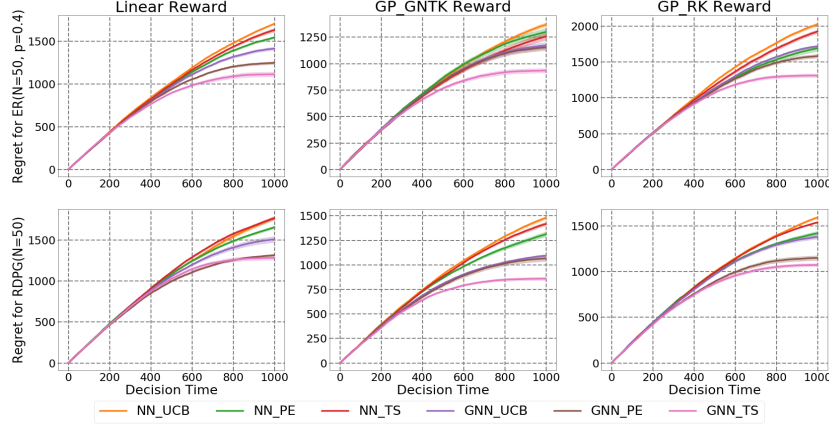 Linear Reward
GP_GNTK Reward
GP_RK Reward
Regret for ER(N=50, p=0.4)
1500
1000
500
0
0 200 400 600 800 1000
1250
1000
750
500
250
0
0 200 400 600 800 1000
2000
1500
1000
500
0
0 200 400 600 800 1000
Regret for RDPG(N=50)
1500
1000
500
0
0 200 400 600 800 1000
Decision Time
1500
1250
1000
750
500
250
0
0 200 400 600 800 1000
Decision Time
1500
1000
500
0
0 200 400 600 800 1000
Decision Time
NN_UCB NN_PE NN_TS GNN_UCB GNN_PE GNN_TS